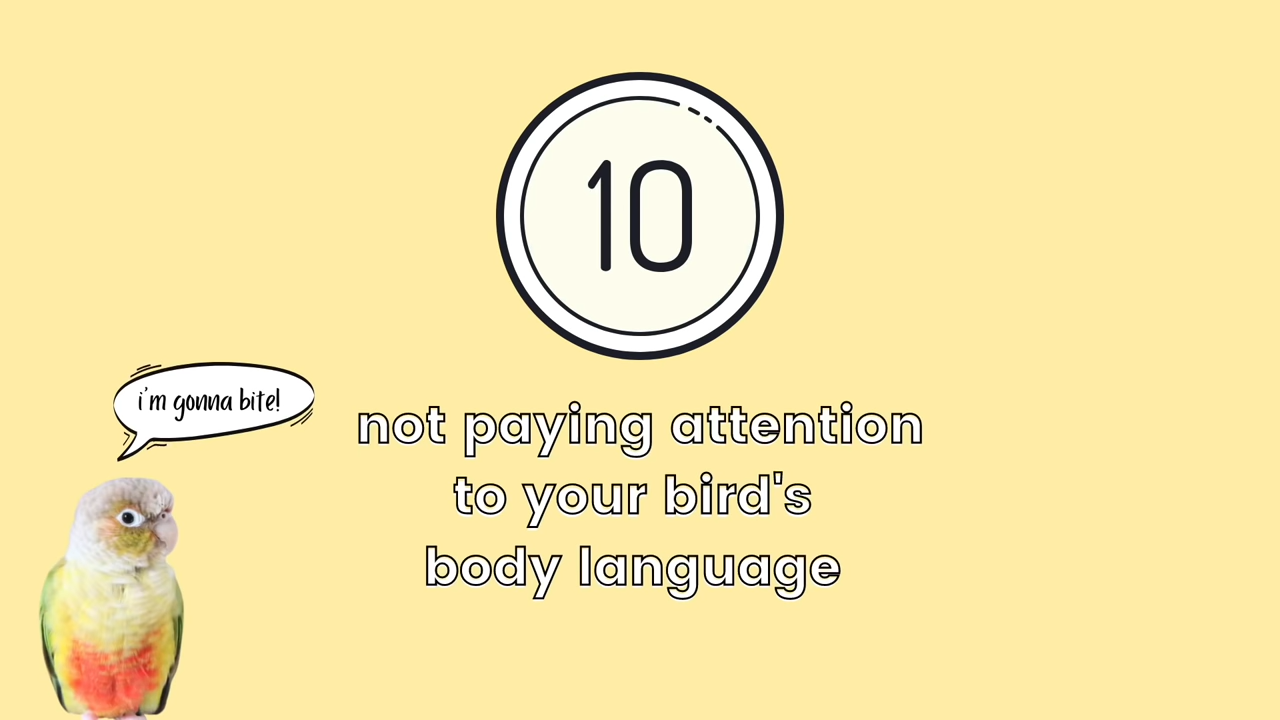 10
i'm gonna bite!
not paying attention
to your bird's
body language